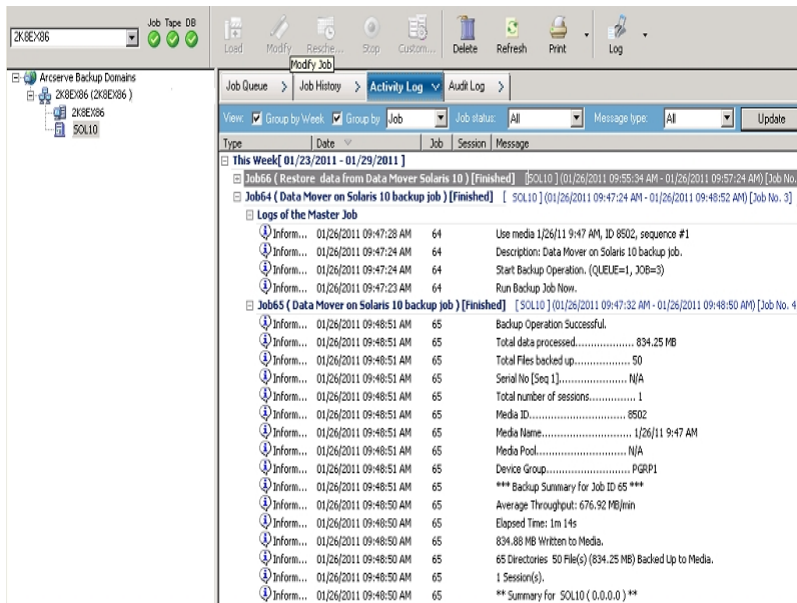 2K8EX86
Job Tape DB
Load Modify Resche... Stop Custom... Delete Refresh Print Log
Modify Job
Arcserve Backup Domains
2K8EX86 (2K8EX86 )
2K8EX86
SOL10
Job Queue > Job History > Activity Log Audit Log >
View: Group by Week Group by Job Job status: All Message type: All Update
Type Date Job Session Message
This Week[ 01/23/2011 - 01/29/2011 ]
Job66 ( Restore data from Data Mover Solaris 10 ) [Finished] [SOL10 ] (01/26/2011 09:55:34 AM - 01/26/2011 09:57:24 AM) [Job No.
Job64 ( Data Mover on Solaris 10 backup job ) [Finished] [ SOL10 ] (01/26/2011 09:47:24 AM - 01/26/2011 09:48:52 AM) [Job No. 3]
Logs of the Master Job
Inform... 01/26/2011 09:47:28 AM 64 Use media 1/26/11 9:47 AM, ID 8502, sequence #1
Inform... 01/26/2011 09:47:24 AM 64 Description: Data Mover on Solaris 10 backup job.
Inform... 01/26/2011 09:47:24 AM 64 Start Backup Operation. (QUEUE=1, JOB=3)
Inform... 01/26/2011 09:47:23 AM 64 Run Backup Job Now.
Job65 ( Data Mover on Solaris 10 backup job ) [Finished] [ SOL10 ] (01/26/2011 09:47:32 AM - 01/26/2011 09:48:50 AM) [Job No. 4
Inform... 01/26/2011 09:48:51 AM 65 Backup Operation Successful.
Inform... 01/26/2011 09:48:51 AM 65 Total data processed................... 834.25 MB
Inform... 01/26/2011 09:48:51 AM 65 Total Files backed up.................. 50
Inform... 01/26/2011 09:48:51 AM 65 Serial No [Seq 1]...................... N/A
Inform... 01/26/2011 09:48:51 AM 65 Total number of sessions............... 1
Inform... 01/26/2011 09:48:51 AM 65 Media ID............................... 8502
Inform... 01/26/2011 09:48:51 AM 65 Media Name............................. 1/26/11 9:47 AM
Inform... 01/26/2011 09:48:51 AM 65 Media Pool............................. N/A
Inform... 01/26/2011 09:48:51 AM 65 Device Group........................... PGRP1
Inform... 01/26/2011 09:48:51 AM 65 *** Backup Summary for Job ID 65 ***
Inform... 01/26/2011 09:48:50 AM 65 Average Throughput: 676.92 MB/min
Inform... 01/26/2011 09:48:50 AM 65 Elapsed Time: 1m 14s
Inform... 01/26/2011 09:48:50 AM 65 834.88 MB Written to Media.
Inform... 01/26/2011 09:48:50 AM 65 65 Directories 50 File(s) (834.25 MB) Backed Up to Media.
Inform... 01/26/2011 09:48:50 AM 65 1 Session(s).
Inform... 01/26/2011 09:48:50 AM 65 ** Summary for SOL10 ( 0.0.0.0 ) **